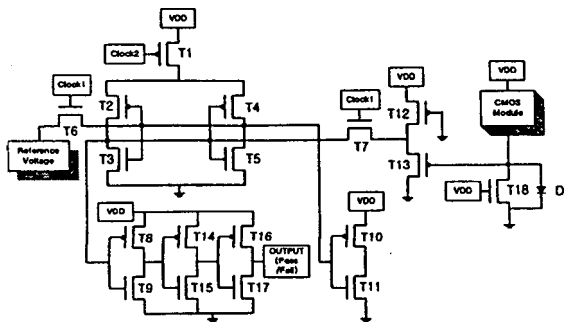 VDD
Clock2
T1
Clock1
T2
T4
T6
Reference
Voltage
T3
T5
Clock1
T7
VDD
T12
T13
VDD
CMOS
Module
VDD
T18
D
VDD
T8
T14
T16
T9
T15
T17
OUTPUT
(Pass
/Fail)
VDD
T10
T11